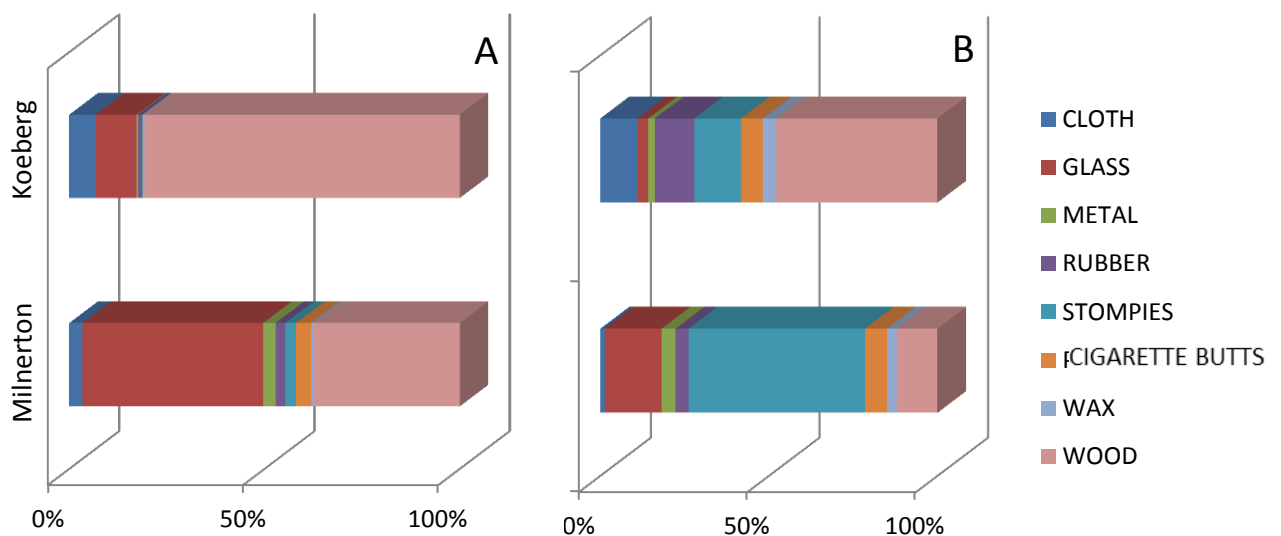 A
B
Koeberg
Milnerton
0%
50%
100%
0%
50%
100%
CLOTH
GLASS
METAL
RUBBER
STOMPIES
CIGARETTE BUTTS
WAX
WOOD